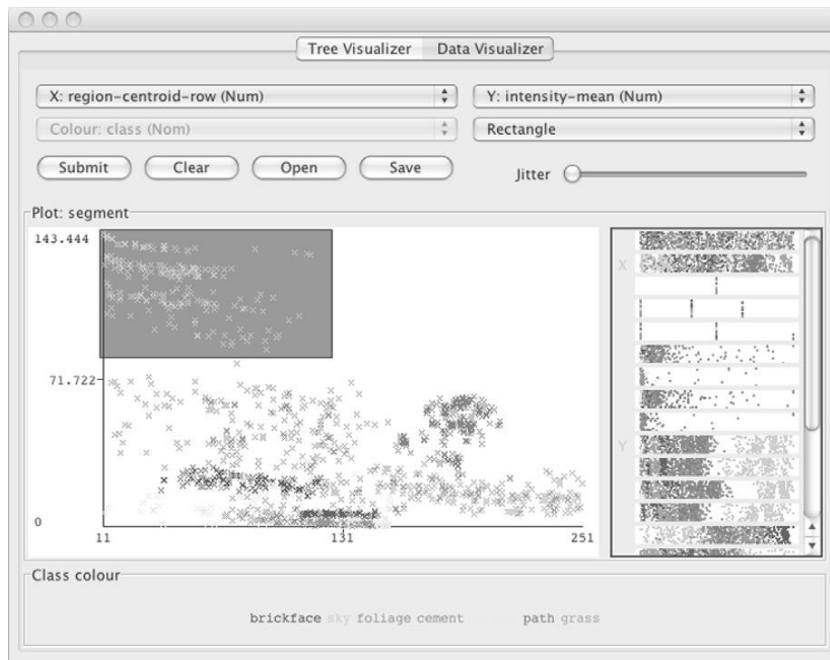 Tree Visualizer Data Visualizer
X: region-centroid-row (Num) Y: intensity-mean (Num)
Colour: class (Nom) Rectangle
Submit Clear Open Save Jitter
Plot: segment
143.444
X
71.722
Y
0
11 131 251
Class colour
brickface sky foliage cement path grass